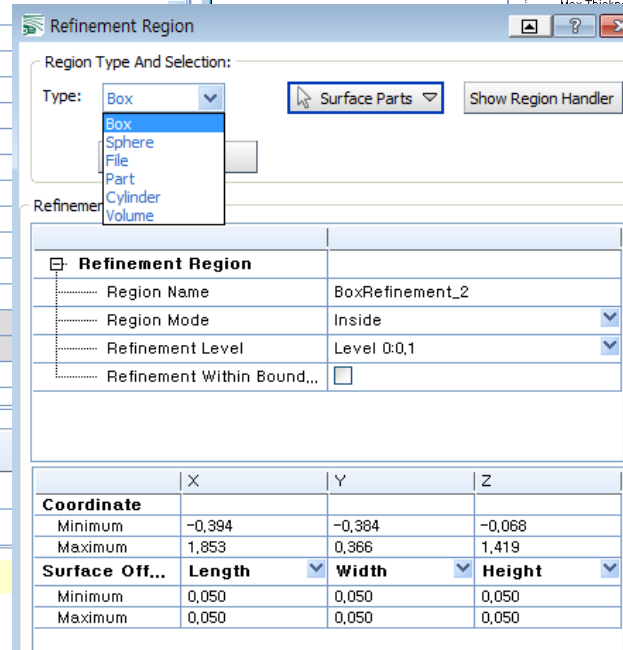 Max Thickn
Refinement Region
?
Region Type And Selection:
Type: Box Surface Parts Show Region Handler
Box
Sphere
File
Part
Cylinder
Volume
Refinemen
Refinement Region
Region Name BoxRefinement_2
Region Mode Inside
Refinement Level Level 0:0,1
Refinement Within Bound...
X Y Z
Coordinate
Minimum -0,394 -0,384 -0,068
Maximum 1,853 0,366 1,419
Surface Off... Length Width Height
Minimum 0,050 0,050 0,050
Maximum 0,050 0,050 0,050